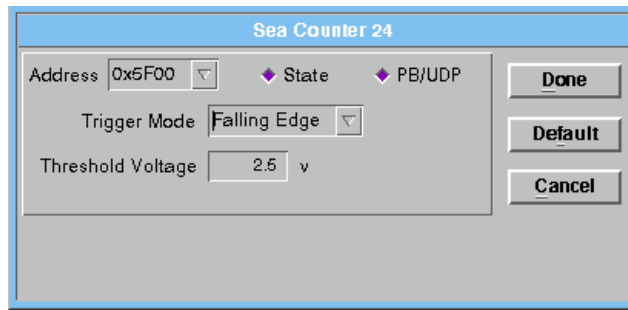 Sea Counter 24
Address 0x5F00 State PB/UDP
Trigger Mode Falling Edge
Threshold Voltage 2.5 v
Done
Default
Cancel